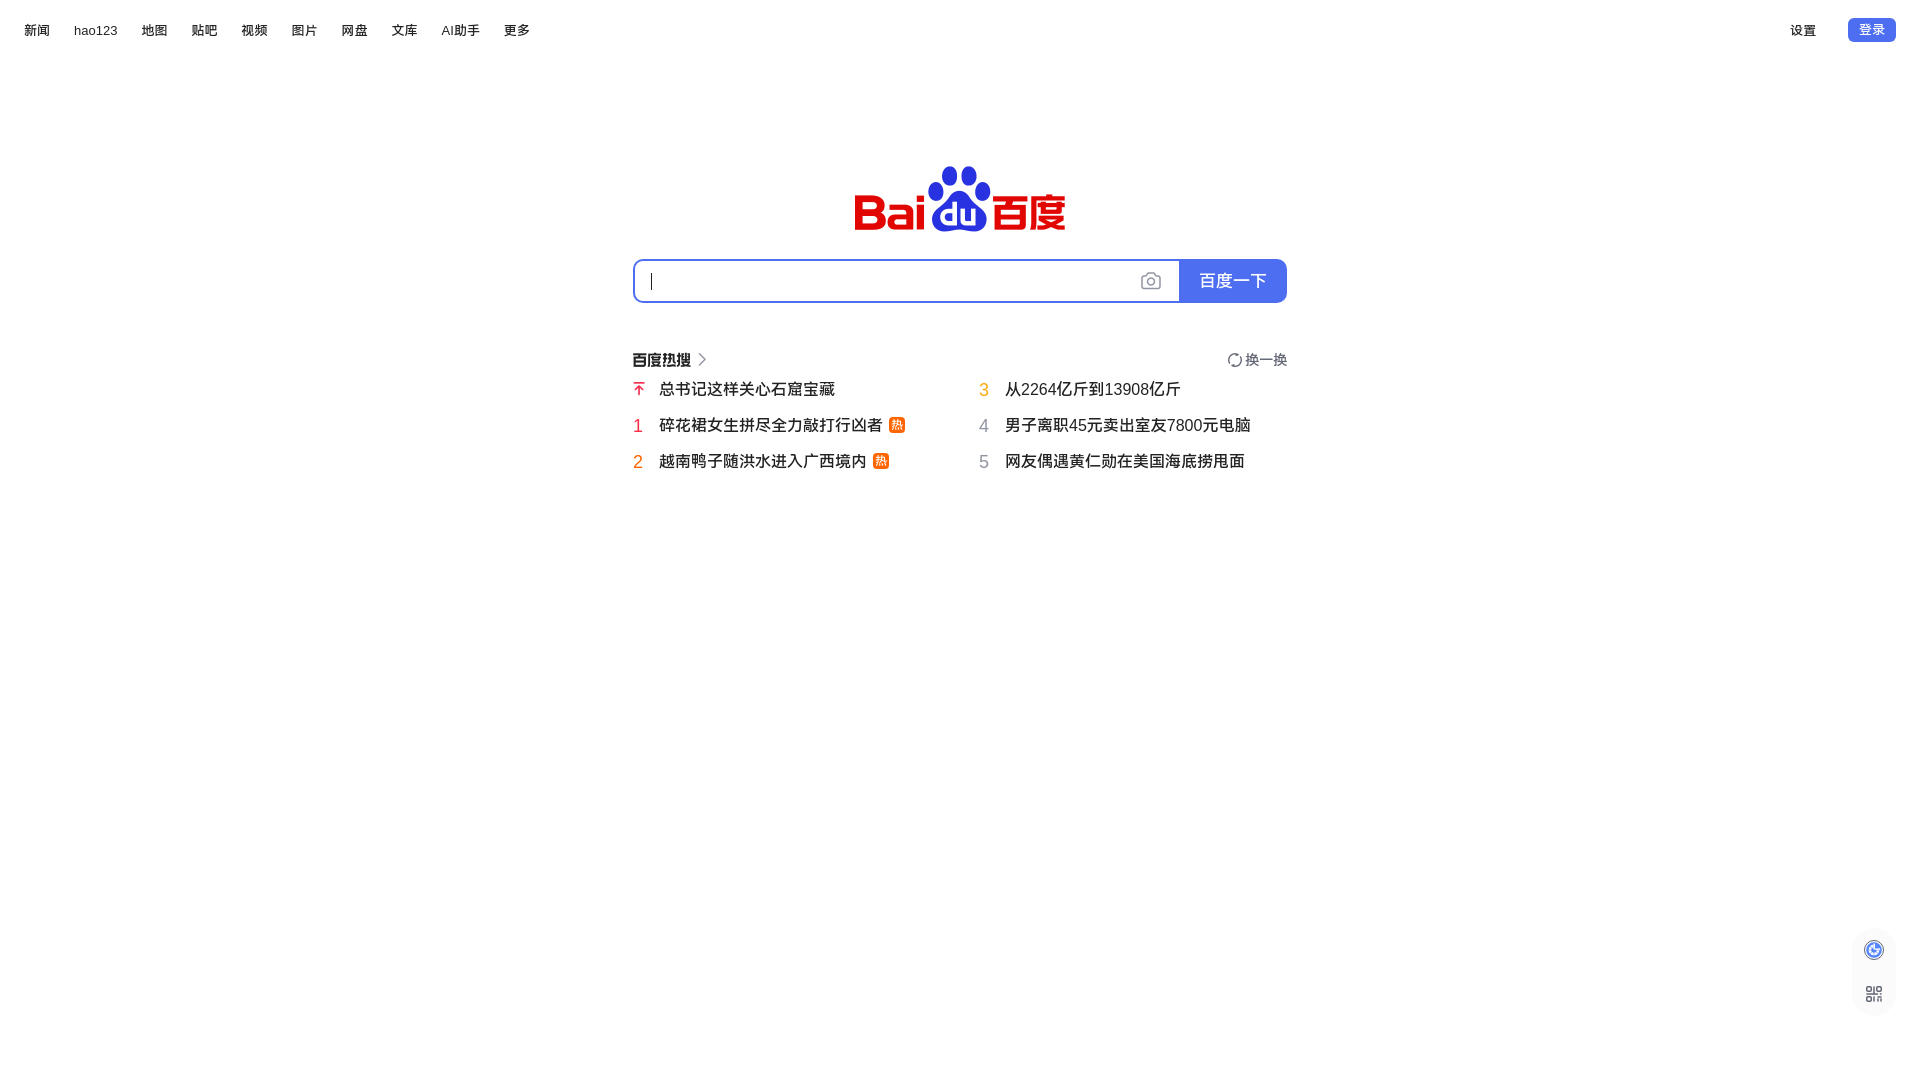 新闻 hao123 地图 贴吧 视频 图片 网盘 文库 AI助手 更多 设置 登录
Bai du 百度
百度一下
百度热搜 换一换
总书记这样关心石窟宝藏
1 碎花裙女生拼尽全力敲打行凶者 热
2 越南鸭子随洪水进入广西境内 热
3 从2264亿斤到13908亿斤
4 男子离职45元卖出室友7800元电脑
5 网友偶遇黄仁勋在美国海底捞甩面